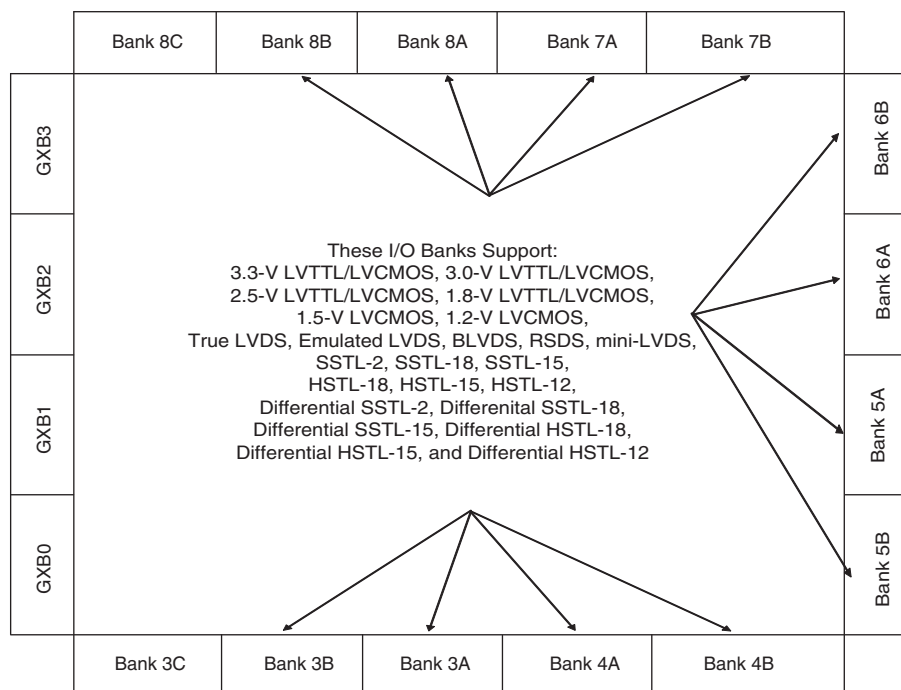 Bank 8C
Bank 8B
Bank 8A
Bank 7A
Bank 7B
GXB3
GXB2
GXB1
GXB0
Bank 6B
Bank 6A
Bank 5A
Bank 5B
These I/O Banks Support:
3.3-V LVTTL/LVCMOS, 3.0-V LVTTL/LVCMOS,
2.5-V LVTTL/LVCMOS, 1.8-V LVTTL/LVCMOS,
1.5-V LVCMOS, 1.2-V LVCMOS,
True LVDS, Emulated LVDS, BLVDS, RSDS, mini-LVDS,
SSTL-2, SSTL-18, SSTL-15,
HSTL-18, HSTL-15, HSTL-12,
Differential SSTL-2, Differenital SSTL-18,
Differential SSTL-15, Differential HSTL-18,
Differential HSTL-15, and Differential HSTL-12
Bank 3C
Bank 3B
Bank 3A
Bank 4A
Bank 4B